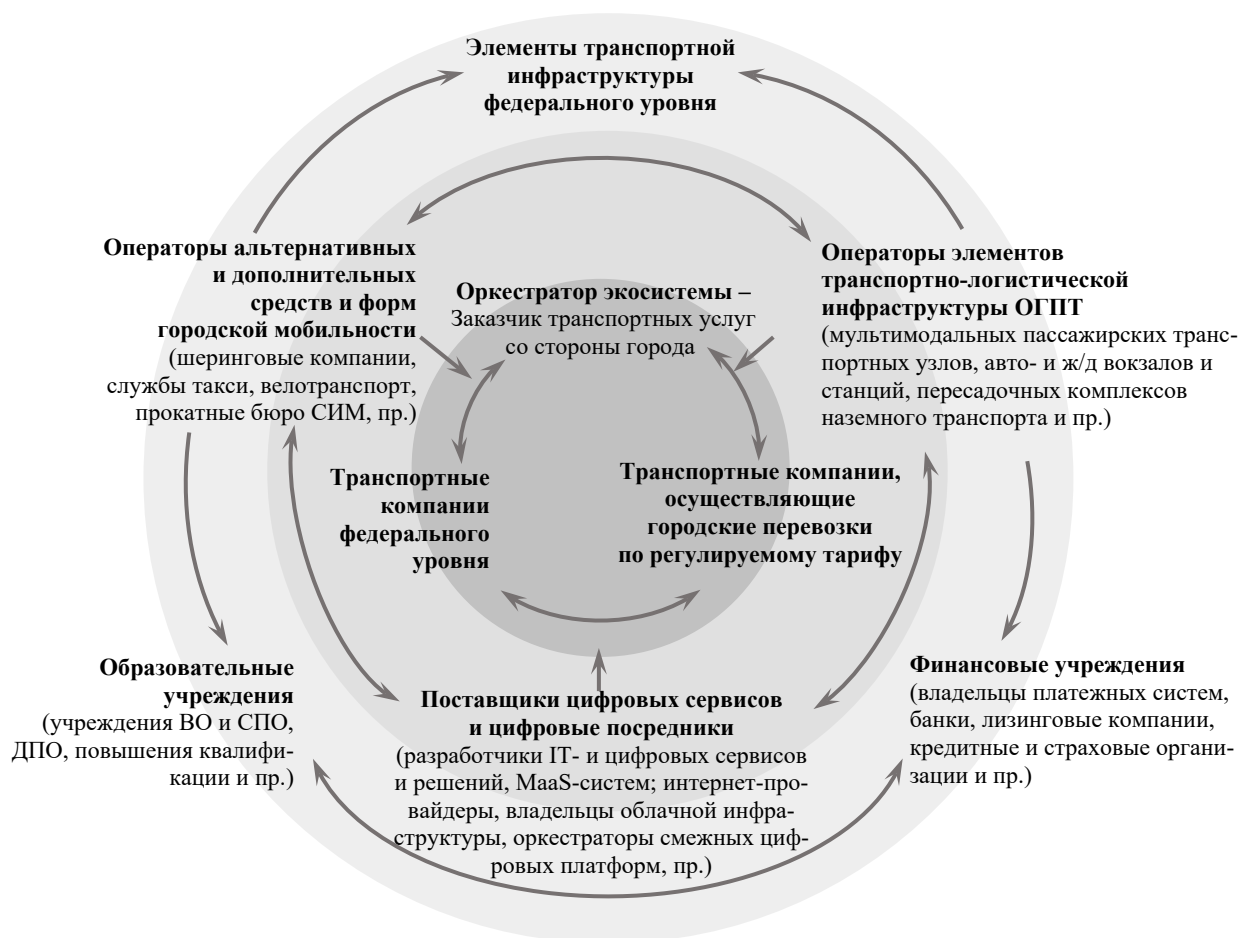 Элементы транспортной
инфраструктуры
федерального уровня
Операторы альтернативных
и дополнительных
средств и форм
городской мобильности
(шеринговые компании,
службы такси, велотранспорт,
прокатные бюро СИМ, пр.)
Оркестратор экосистемы –
Заказчик транспортных услуг
со стороны города
Операторы элементов
транспортно-логистической
инфраструктуры ОГПТ
(мультимодальных пассажирских транс-
портных узлов, авто- и ж/д вокзалов и
станций, пересадочных комплексов
наземного транспорта и пр.)
Транспортные
компании
федерального
уровня
Транспортные компании,
осуществляющие
городские перевозки
по регулируемому тарифу
Образовательные
учреждения
(учреждения ВО и СПО,
ДПО, повышения квалифи-
кации и пр.)
Поставщики цифровых сервисов
и цифровые посредники
(разработчики IT- и цифровых сервисов
и решений, MaaS-систем; интернет-про-
вайдеры, владельцы облачной инфра-
структуры, оркестраторы смежных циф-
ровых платформ, пр.)
Финансовые учреждения
(владельцы платежных систем,
банки, лизинговые компании,
кредитные и страховые органи-
зации и пр.)